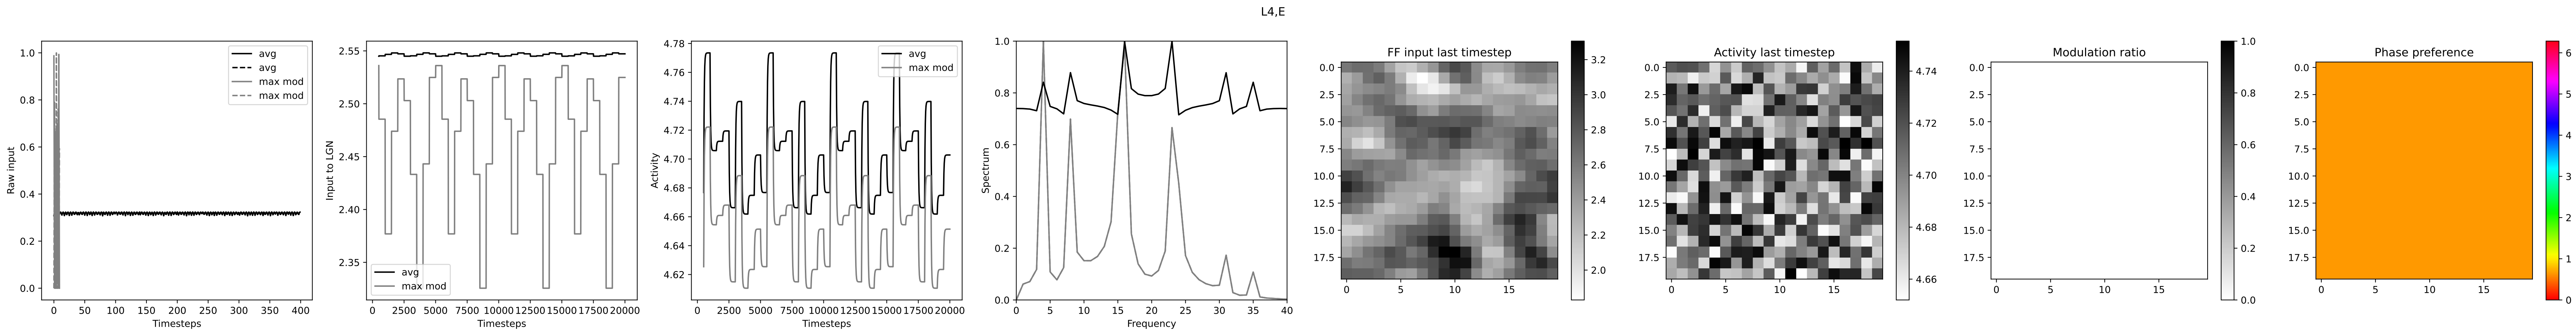 L4,E
Raw input
1.0
0.8
0.6
0.4
0.2
0.0
avg
avg
max mod
max mod
0 50 100 150 200 250 300 350 400
Timesteps
Input to LGN
2.55
2.50
2.45
2.40
2.35
avg
max mod
0 2500 5000 7500 10000 12500 15000 17500 20000
Timesteps
Activity
4.78
4.76
4.74
4.72
4.70
4.68
4.66
4.64
4.62
avg
max mod
0 2500 5000 7500 10000 12500 15000 17500 20000
Timesteps
Spectrum
1.0
0.8
0.6
0.4
0.2
0.0
0 5 10 15 20 25 30 35 40
Frequency
FF input last timestep
0.0
2.5
5.0
7.5
10.0
12.5
15.0
17.5
0 5 10 15
3.2
3.0
2.8
2.6
2.4
2.2
2.0
Activity last timestep
0.0
2.5
5.0
7.5
10.0
12.5
15.0
17.5
0 5 10 15
4.74
4.72
4.70
4.68
4.66
Modulation ratio
0.0
2.5
5.0
7.5
10.0
12.5
15.0
17.5
0 5 10 15
1.0
0.8
0.6
0.4
0.2
0.0
Phase preference
0.0
2.5
5.0
7.5
10.0
12.5
15.0
17.5
0 5 10 15
6
5
4
3
2
1
0